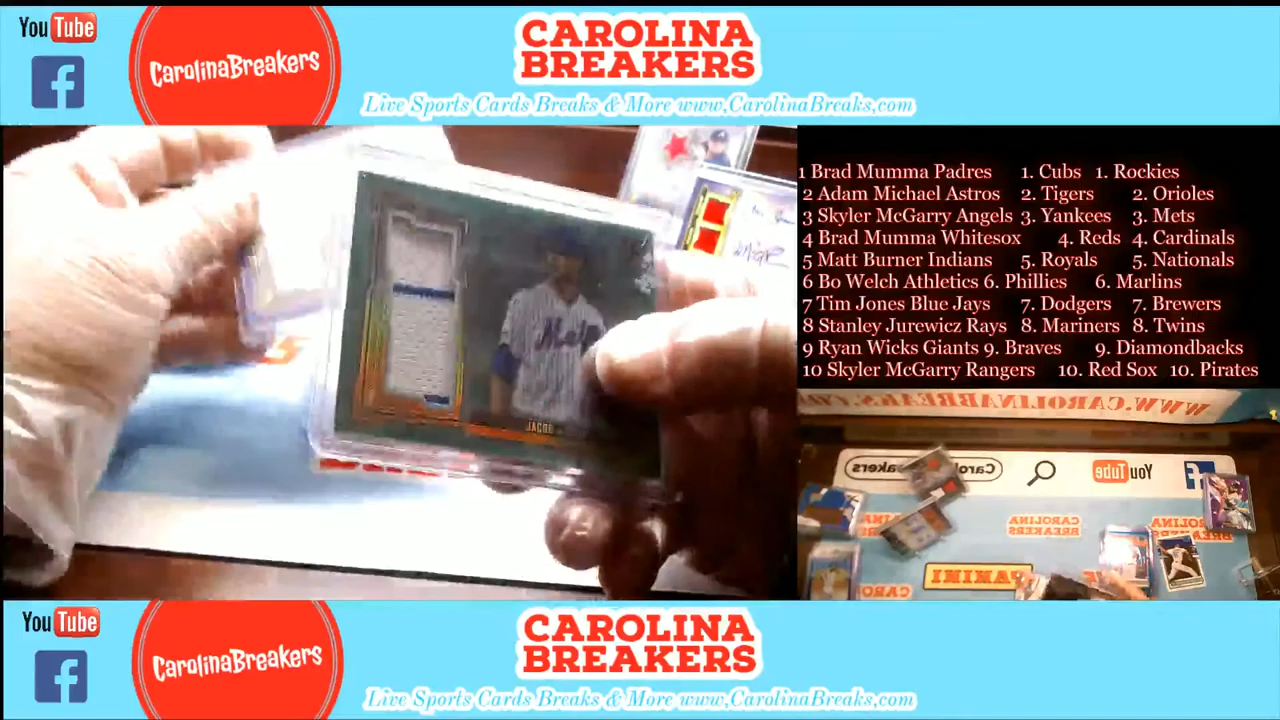 You Tube
CarolinaBreakers
CAROLINA
BREAKERS
Live Sports Cards Breaks & More www.CarolinaBreaks.com
1 Brad Mumma Padres 1. Cubs 1. Rockies
2 Adam Michael Astros 2. Tigers 2. Orioles
3 Skyler McGarry Angels 3. Yankees 3. Mets
4 Brad Mumma Whitesox 4. Reds 4. Cardinals
5 Matt Burner Indians 5. Royals 5. Nationals
6 Bo Welch Athletics 6. Phillies 6. Marlins
7 Tim Jones Blue Jays 7. Dodgers 7. Brewers
8 Stanley Jurewicz Rays 8. Mariners 8. Twins
9 Ryan Wicks Giants 9. Braves 9. Diamondbacks
10 Skyler McGarry Rangers 10. Red Sox 10. Pirates
Mets
JACOB
WWW.CAROLINABREAKS.COM
You Tube
CAROLINA
BREAKERS
PANINI
You Tube
CarolinaBreakers
CAROLINA
BREAKERS
Live Sports Cards Breaks & More www.CarolinaBreaks.com